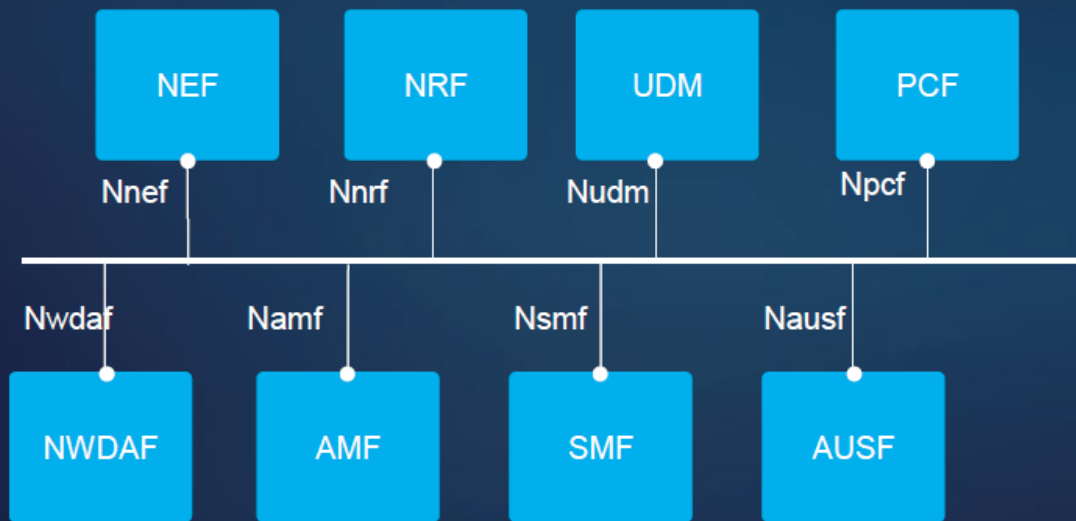 NEF
NRF
UDM
PCF
Nnef
Nnrf
Nudm
Npcf
Nwdaf
Namf
Nsmf
Nausf
NWDAF
AMF
SMF
AUSF